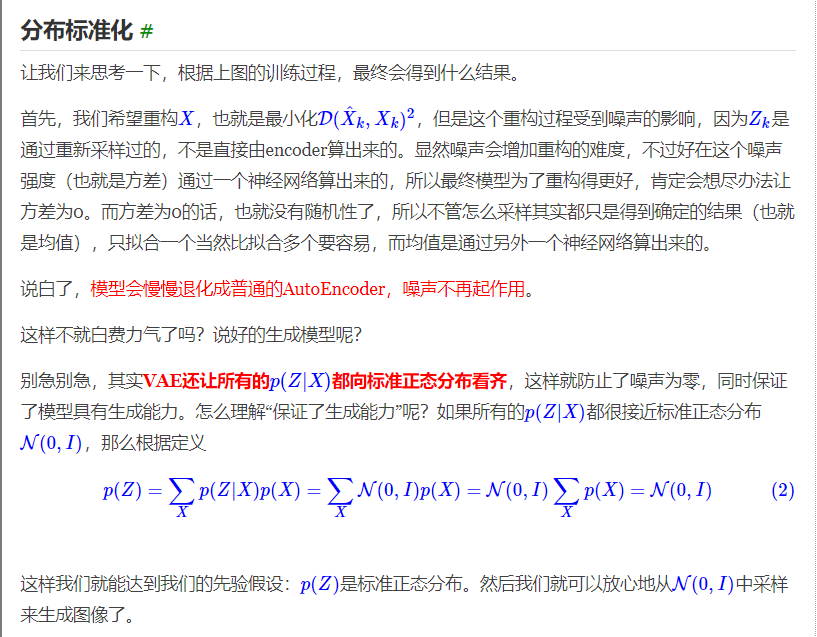 分布标准化 #
让我们来思考一下，根据上图的训练过程，最终会得到什么结果。
首先，我们希望重构X，也就是最小化𝒟(X̂ₖ, Xₖ)²，但是这个重构过程受到噪声的影响，因为Zₖ是
通过重新采样过的，不是直接由encoder算出来的。显然噪声会增加重构的难度，不过好在这个噪声
强度（也就是方差）通过一个神经网络算出来的，所以最终模型为了重构得更好，肯定会想尽办法让
方差为0。而方差为0的话，也就没有随机性了，所以不管怎么采样其实都只是得到确定的结果（也就
是均值），只拟合一个当然比拟合多个要容易，而均值是通过另外一个神经网络算出来的。
说白了，模型会慢慢退化成普通的AutoEncoder，噪声不再起作用。
这样不就白费力气了吗？说好的生成模型呢？
别急别急，其实VAE还让所有的p(Z|X)都向标准正态分布看齐，这样就防止了噪声为零，同时保证
了模型具有生成能力。怎么理解“保证了生成能力”呢？如果所有的p(Z|X)都很接近标准正态分布
𝒩(0, I)，那么根据定义
p(Z) = ∑_X p(Z|X)p(X) = ∑_X 𝒩(0, I)p(X) = 𝒩(0, I) ∑_X p(X) = 𝒩(0, I) (2)
这样我们就能达到我们的先验假设：p(Z)是标准正态分布。然后我们就可以放心地从𝒩(0, I)中采样
来生成图像了。